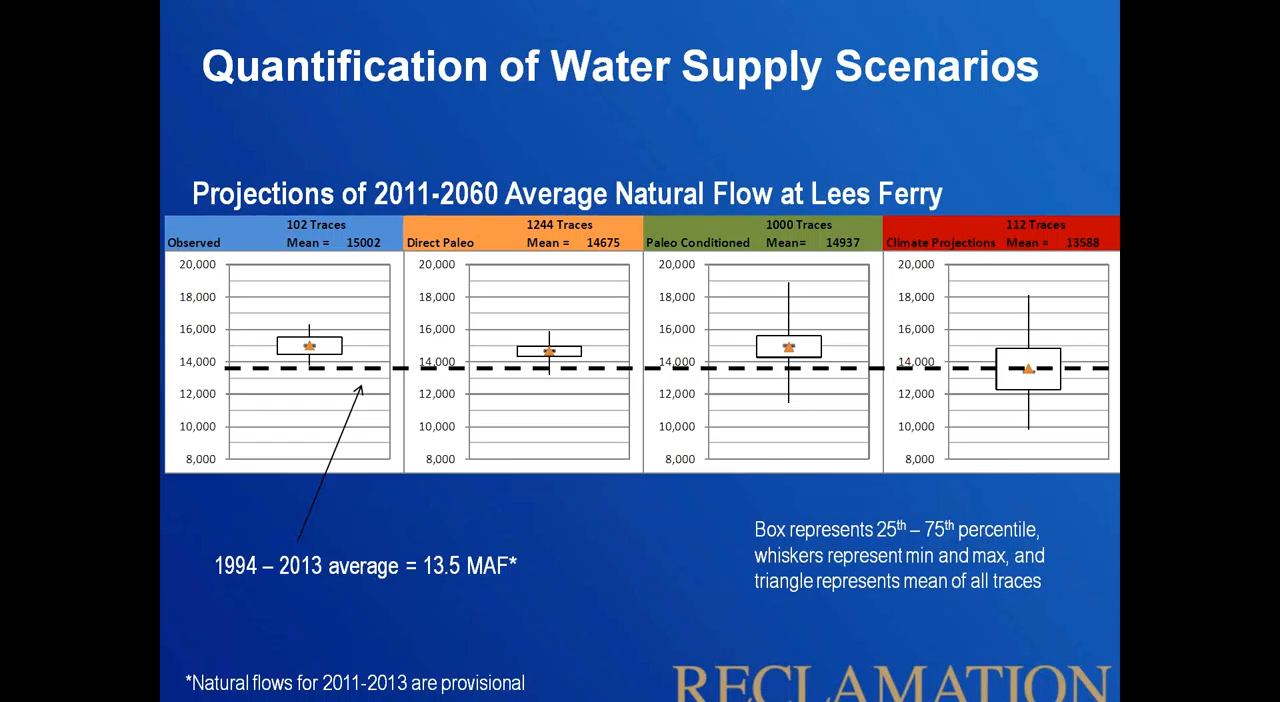 Quantification of Water Supply Scenarios
Projections of 2011-2060 Average Natural Flow at Lees Ferry
102 Traces
Observed Mean = 15002
1244 Traces
Direct Paleo Mean = 14675
1000 Traces
Paleo Conditioned Mean= 14937
112 Traces
Climate Projections Mean = 13588
20,000 20,000 20,000 20,000
18,000 18,000 18,000 18,000
16,000 16,000 16,000 16,000
14,000 14,000 14,000 14,000
12,000 12,000 12,000 12,000
10,000 10,000 10,000 10,000
8,000 8,000 8,000 8,000
1994 – 2013 average = 13.5 MAF*
Box represents 25th – 75th percentile,
whiskers represent min and max, and
triangle represents mean of all traces
*Natural flows for 2011-2013 are provisional
RECLAMATION